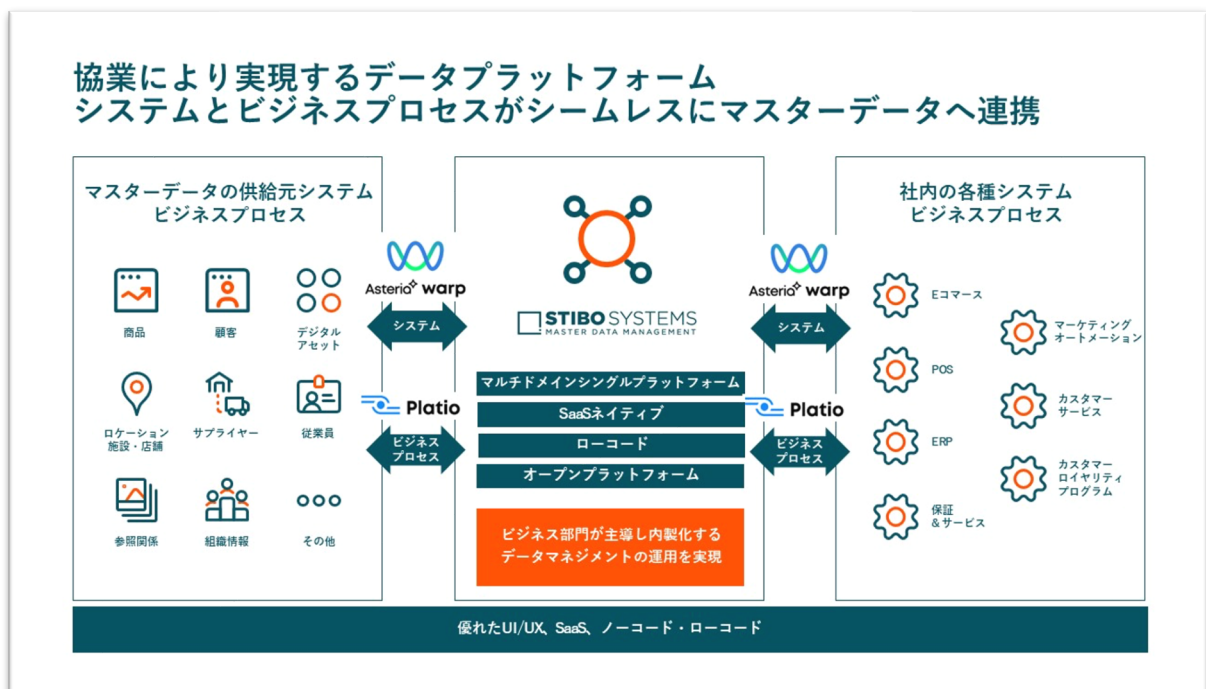 協業により実現するデータプラットフォーム
システムとビジネスプロセスがシームレスにマスターデータへ連携
マスターデータの供給元システム
ビジネスプロセス
商品
顧客
デジタル
アセット
ロケーション
施設・店舗
サプライヤー
従業員
参照関係
組織情報
その他
Asteria warp
システム
Platio
ビジネス
プロセス
STIBO SYSTEMS
MASTER DATA MANAGEMENT
マルチドメインシングルプラットフォーム
SaaSネイティブ
ローコード
オープンプラットフォーム
ビジネス部門が主導し内製化する
データマネジメントの運用を実現
Asteria warp
システム
Platio
ビジネス
プロセス
社内の各種システム
ビジネスプロセス
Eコマース
POS
ERP
保証
&サービス
マーケティング
オートメーション
カスタマー
サービス
カスタマー
ロイヤリティ
プログラム
優れたUI/UX、SaaS、ノーコード・ローコード